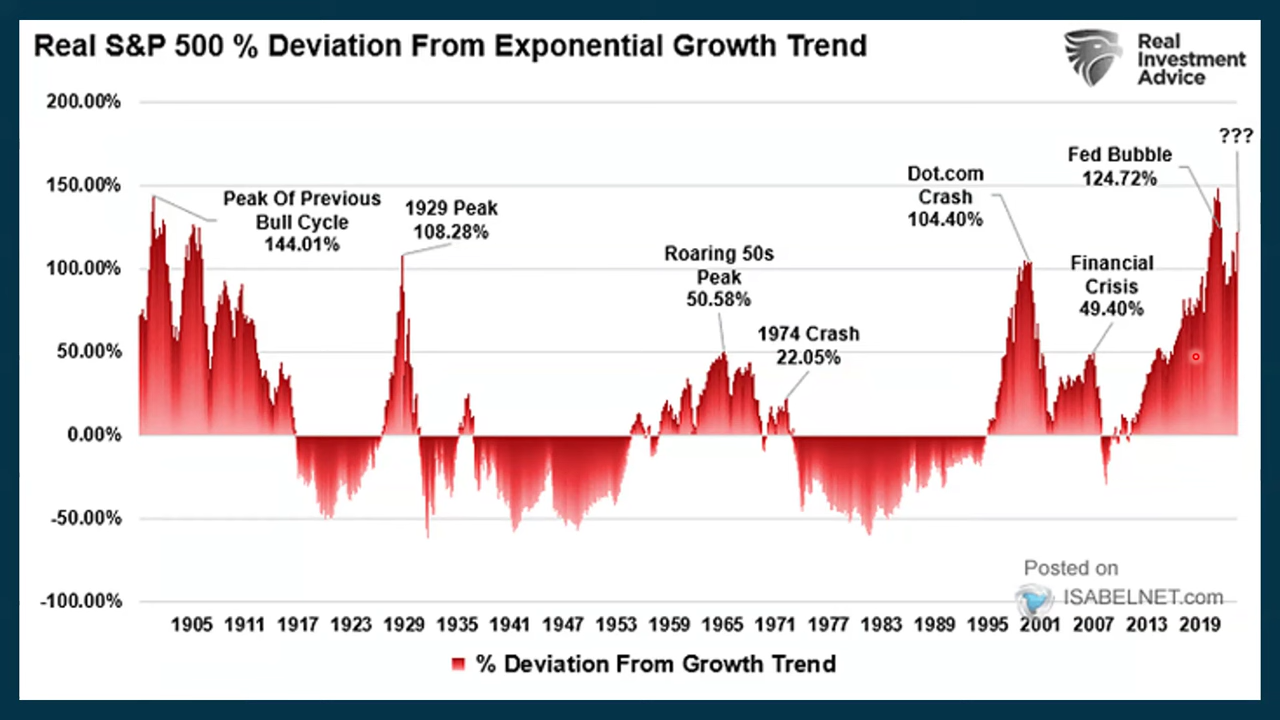 Real S&P 500 % Deviation From Exponential Growth Trend
Real
Investment
Advice
200.00%
150.00%
100.00%
50.00%
0.00%
-50.00%
-100.00%
Peak Of Previous
Bull Cycle
144.01%
1929 Peak
108.28%
Roaring 50s
Peak
50.58%
1974 Crash
22.05%
Dot.com
Crash
104.40%
Financial
Crisis
49.40%
Fed Bubble
124.72%
???
Posted on
ISABELNET.com
1905 1911 1917 1923 1929 1935 1941 1947 1953 1959 1965 1971 1977 1983 1989 1995 2001 2007 2013 2019
% Deviation From Growth Trend